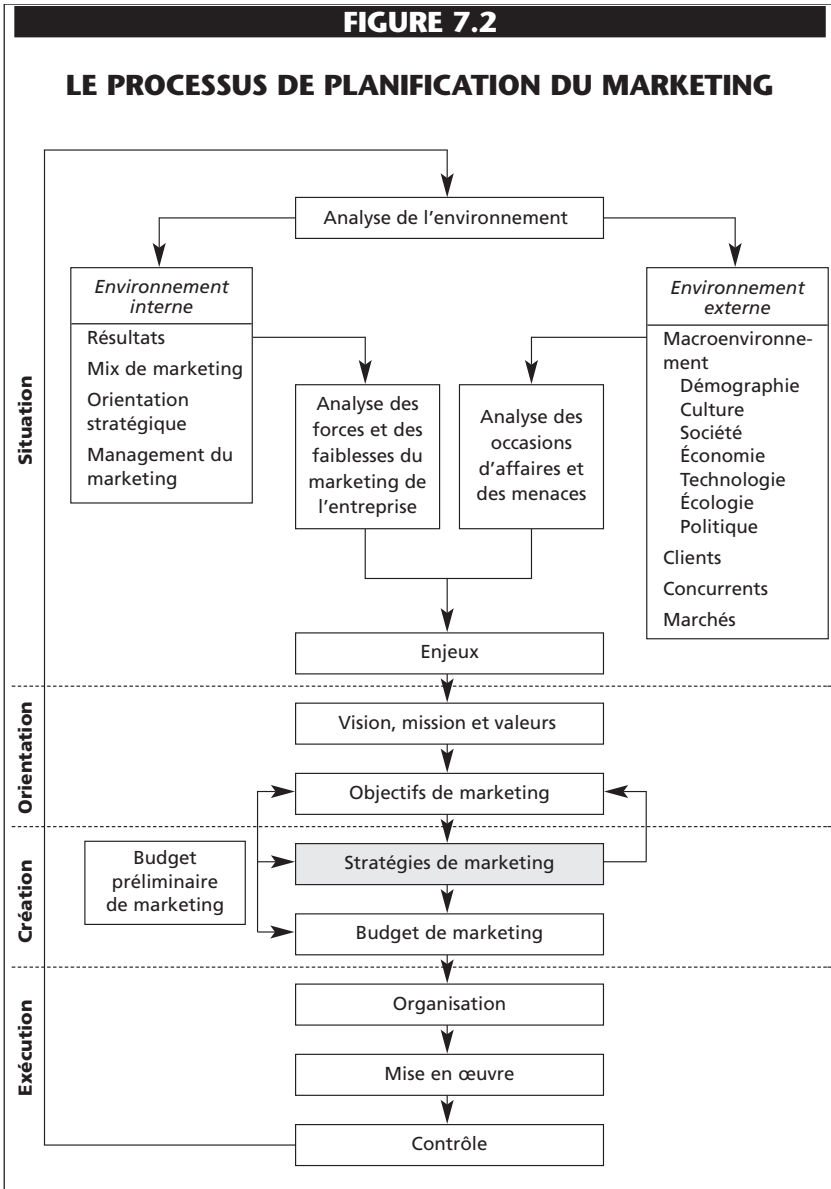 FIGURE 7.2
LE PROCESSUS DE PLANIFICATION DU MARKETING
Situation
Analyse de l'environnement
Environnement
interne
Résultats
Mix de marketing
Orientation
stratégique
Management du
marketing
Analyse des
forces et des
faiblesses du
marketing de
l'entreprise
Analyse des
occasions
d'affaires et
des menaces
Environnement
externe
Macroenvironne-
ment
Démographie
Culture
Société
Économie
Technologie
Écologie
Politique
Clients
Concurrents
Marchés
Enjeux
Orientation
Vision, mission et valeurs
Objectifs de marketing
Création
Budget
préliminaire
de marketing
Stratégies de marketing
Budget de marketing
Exécution
Organisation
Mise en œuvre
Contrôle